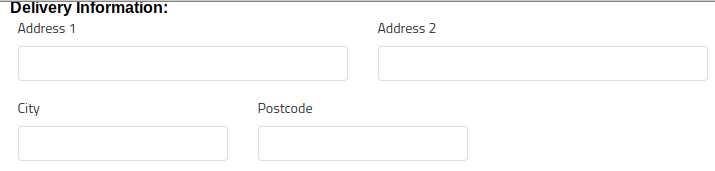 Delivery Information:
Address 1 Address 2
City Postcode